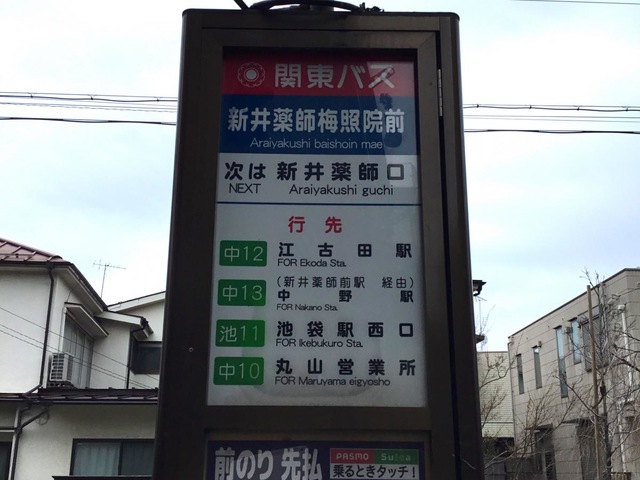 関東バス
新井薬師梅照院前
Araiyakushi baishoin mae
次は 新井薬師口
NEXT Araiyakushi guchi
行先
中12 江古田駅
FOR Ekoda Sta.
(新井薬師前駅 経由)
中13 中野駅
FOR Nakano Sta.
池11 池袋駅西口
FOR Ikebukuro Sta.
中10 丸山営業所
FOR Maruyama eigyosho
前のり 先払
PASMO Suica
乗るときタッチ!